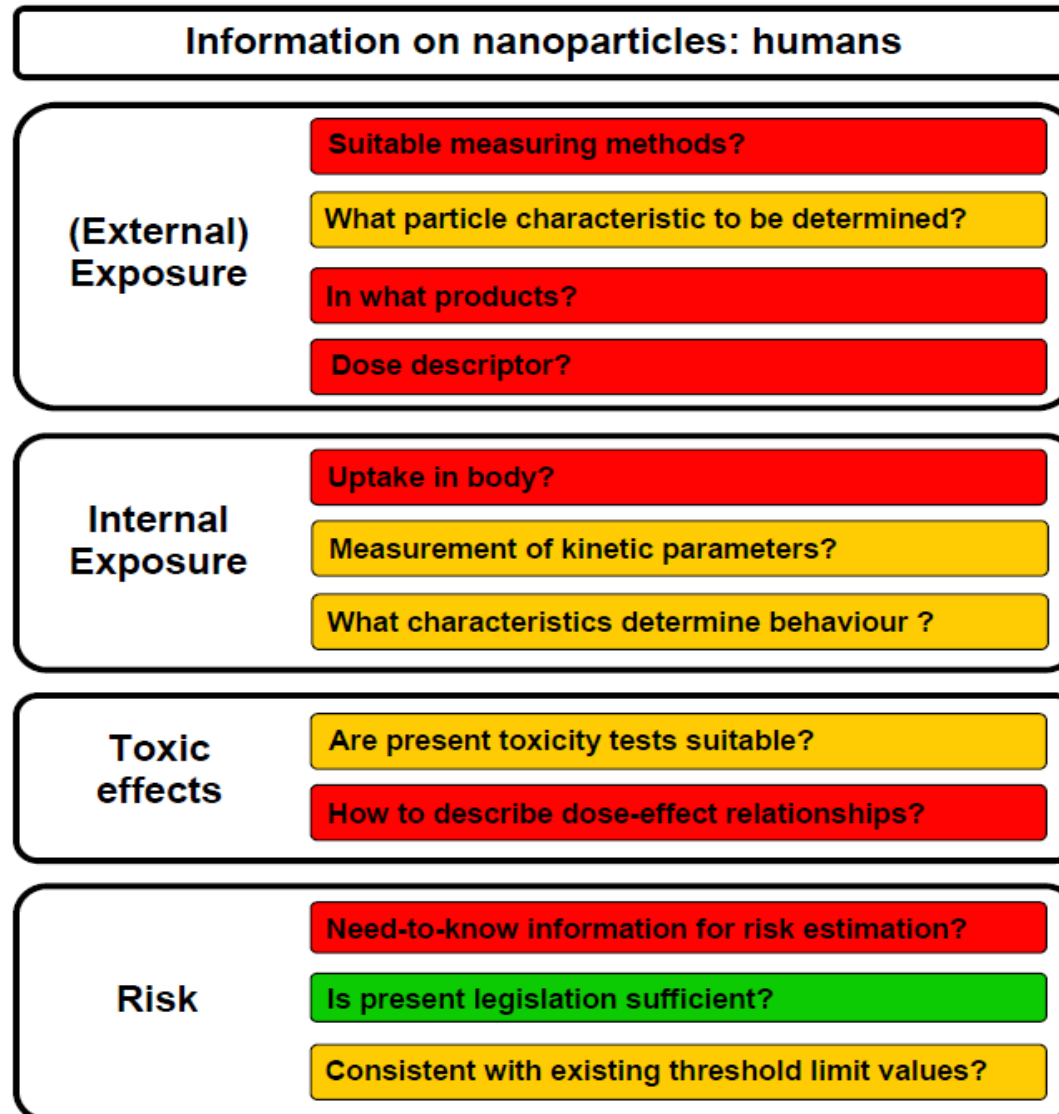 Information on nanoparticles: humans
(External)
Exposure
Suitable measuring methods?
What particle characteristic to be determined?
In what products?
Dose descriptor?
Internal
Exposure
Uptake in body?
Measurement of kinetic parameters?
What characteristics determine behaviour ?
Toxic
effects
Are present toxicity tests suitable?
How to describe dose-effect relationships?
Risk
Need-to-know information for risk estimation?
Is present legislation sufficient?
Consistent with existing threshold limit values?